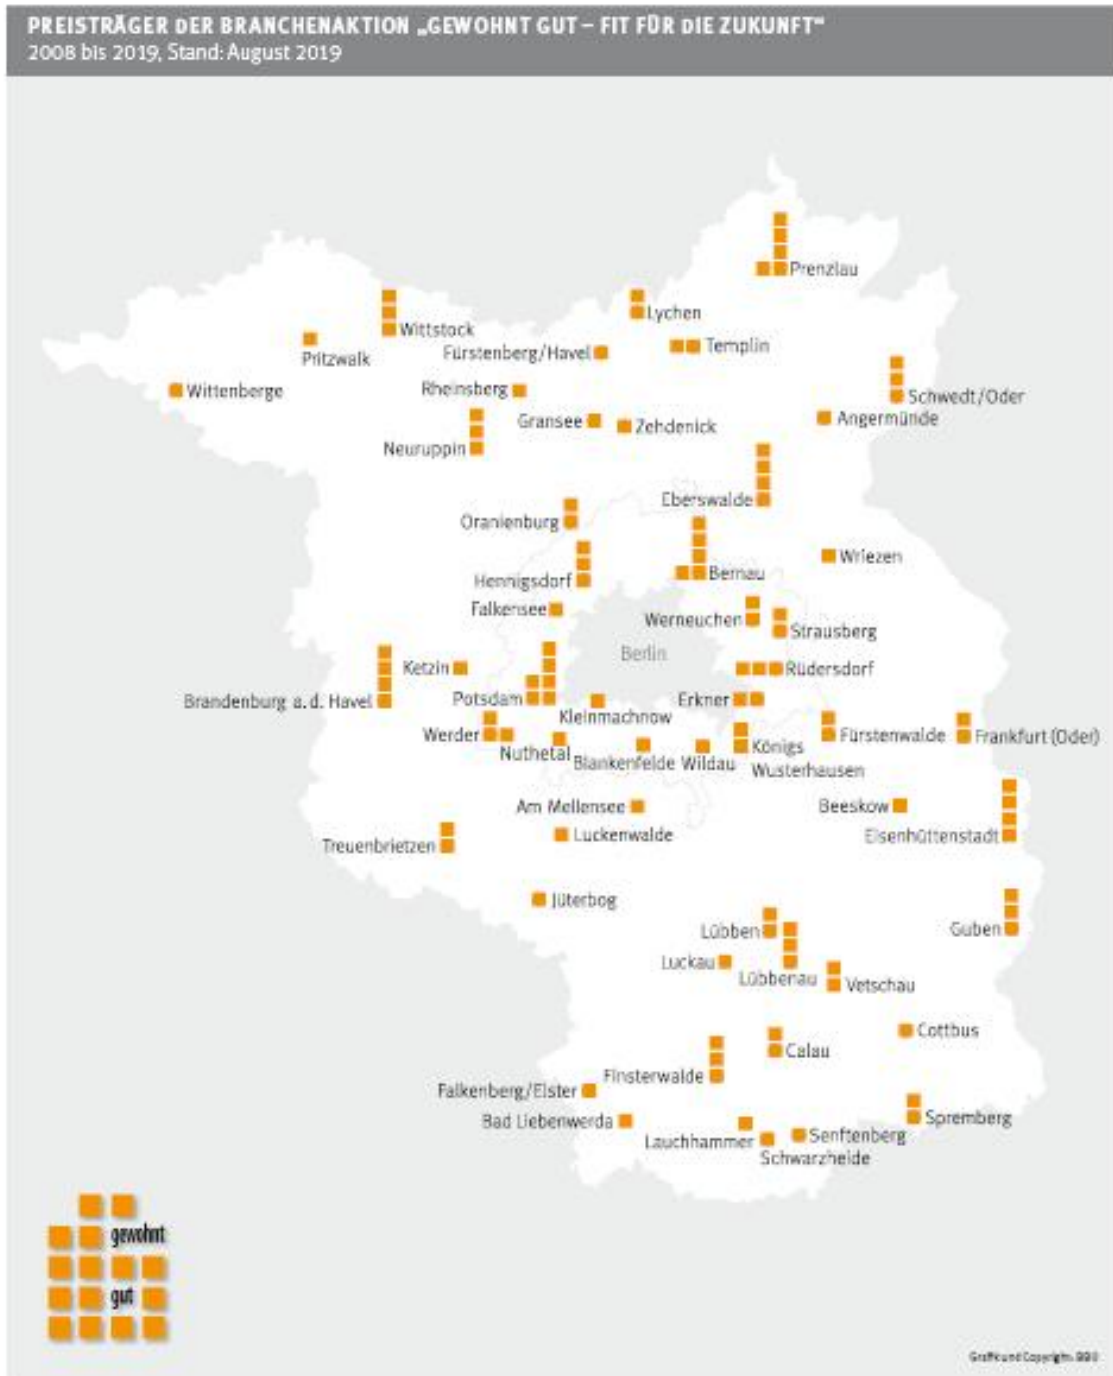 PREISTRÄGER DER BRANCHENAKTION „GEWOHNT GUT – FIT FÜR DIE ZUKUNFT“
2008 bis 2019, Stand: August 2019
Prenzlau
Lychen
Wittstock
Templin
Fürstenberg/Havel
Pritzwalk
Wittenberge
Rheinsberg
Schwedt/Oder
Angermünde
Gransee
Zehdenick
Neuruppin
Eberswalde
Oranienburg
Wriezen
Bernau
Hennigsdorf
Falkensee
Werneuchen
Strausberg
Berlin
Ketzin
Rüdersdorf
Brandenburg a.d. Havel
Potsdam
Erkner
Kleinmachnow
Werder
Fürstenwalde
Frankfurt (Oder)
Nuthetal
Blankenfelde
Wildau
Königs
Wusterhausen
Am Mellensee
Beeskow
Luckenwalde
Eisenhüttenstadt
Treuenbrietzen
Jüterbog
Guben
Lübben
Luckau
Lübbenau
Vetschau
Cottbus
Calau
Finsterwalde
Falkenberg/Elster
Bad Liebenwerda
Spremberg
Lauchhammer
Senftenberg
Schwarzheide
gewohnt
gut
Grafik und Copyright: BBU